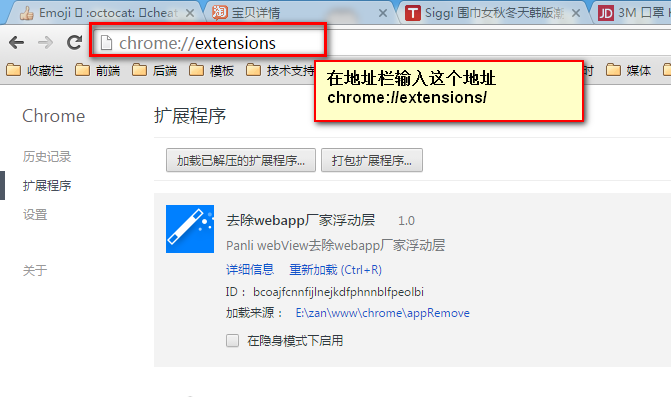 Emoji :octocat: cheat
宝贝详情
Siggi 围巾女秋冬天韩版
3M 口罩
chrome://extensions
收藏栏
前端
后端
模板
技术支持
时
媒体
在地址栏输入这个地址
chrome://extensions/
Chrome
扩展程序
历史记录
扩展程序
设置
关于
加载已解压的扩展程序...
打包扩展程序...
去除webapp厂家浮动层 1.0
Panli webView去除webapp厂家浮动层
详细信息 重新加载 (Ctrl+R)
ID： bcoajfcnnfijlnejkdfphnnblfpeolbi
加载来源： E:\zan\www\chrome\appRemove
在隐身模式下启用